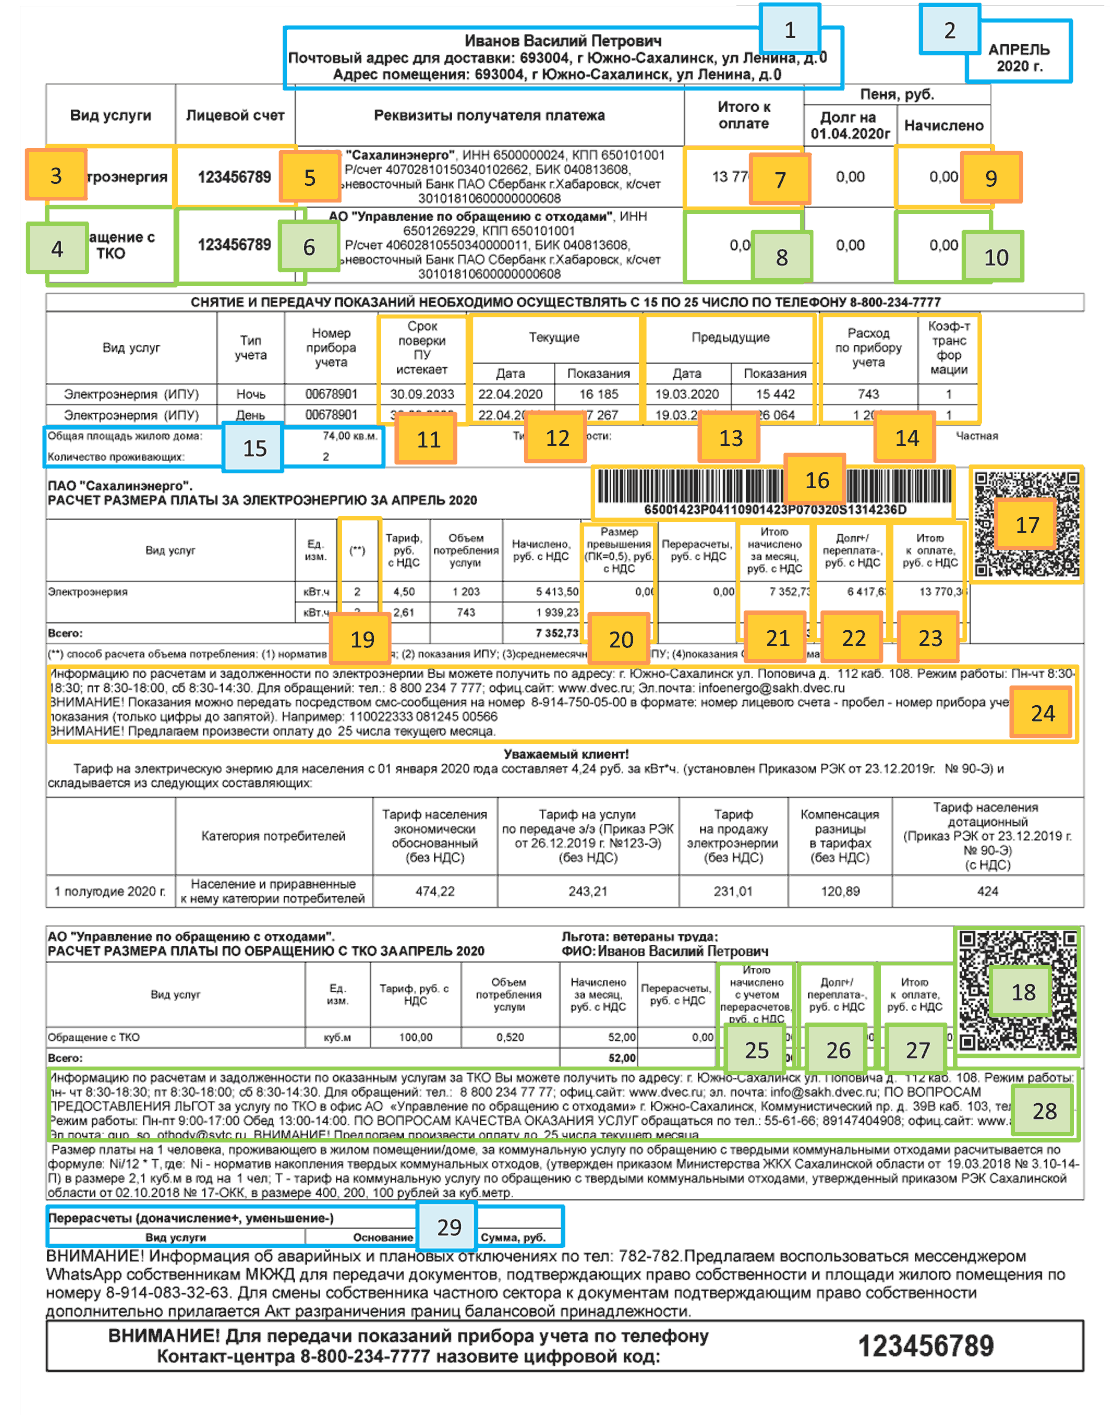 1
2
Иванов Василий Петрович
Почтовый адрес для доставки: 693004, г Южно-Сахалинск, ул Ленина, д.0
Адрес помещения: 693004, г Южно-Сахалинск, ул Ленина, д.0
АПРЕЛЬ
2020 г.
Вид услуги
Лицевой счет
Реквизиты получателя платежа
Итого к
оплате
Пеня, руб.
Долг на
01.04.2020г
Начислено
3
троэнергия
123456789
5
"Сахалинэнерго", ИНН 6500000024, КПП 650101001
Р/счет 40702810150340102662, БИК 040813608,
ьневосточный Банк ПАО Сбербанк г.Хабаровск, к/счет
30101810600000000608
13 77
7
0,00
0,00
9
4
ащение с
ТКО
123456789
6
АО "Управление по обращению с отходами", ИНН
6501269229, КПП 650101001
Р/счет 40602810550340000011, БИК 040813608,
ьневосточный Банк ПАО Сбербанк г.Хабаровск, к/счет
30101810600000000608
0,0
8
0,00
0,00
10
СНЯТИЕ И ПЕРЕДАЧУ ПОКАЗАНИЙ НЕОБХОДИМО ОСУЩЕСТВЛЯТЬ С 15 ПО 25 ЧИСЛО ПО ТЕЛЕФОНУ 8-800-234-7777
Вид услуг
Тип
учета
Номер
прибора
учета
Срок
поверки
ПУ
истекает
Текущие
Дата
Показания
Предыдущие
Дата
Показания
Расход
по прибору
учета
Коэф-т
транс
фор
мации
Электроэнергия (ИПУ) Ночь 00678901 30.09.2033 22.04.2020 16 185 19.03.2020 15 442 743 1
Электроэнергия (ИПУ) День 00678901 22.04.2 7 267 19.03. 26 064 1 20 1
Общая площадь жилого дома: 74,00 кв.м. Ти ости: Частная
Количество проживающих: 2
15
11
12
13
14
ПАО "Сахалинэнерго".
РАСЧЕТ РАЗМЕРА ПЛАТЫ ЗА ЭЛЕКТРОЭНЕРГИЮ ЗА АПРЕЛЬ 2020
16
65001423P04110901423P070320S1314236D
17
Вид услуг
Ед.
изм.
(**)
Тариф,
руб.
с НДС
Объем
потребления
услуги
Начислено,
руб. с НДС
Размер
превышения
(ПК=0,5), руб.
с НДС
Перерасчеты,
руб. с НДС
Итого
начислено
за месяц,
руб. с НДС
Долг+/
переплата-,
руб. с НДС
Итого
к оплате,
руб. с НДС
Электроэнерия кВт.ч 2 4,50 1 203 5 413,50 0,00 0,00 7 352,73 6 417,63 13 770,36
кВт.ч 2 2,61 743 1 939,23
Всего: 7 352,73
19
20
21
22
23
(**) способ расчета объема потребления: (1) норматив я; (2) показания ИПУ; (3)среднемесячн ПУ; (4)показания ма
Информацию по расчетам и задолженности по электроэнергии Вы можете получить по адресу: г. Южно-Сахалинск ул. Поповича д. 112 каб. 108. Режим работы: Пн-чт 8:30-
18:30; пт 8:30-18:00, сб 8:30-14:30. Для обращений: тел.: 8 800 234 7 777; офиц.сайт: www.dvec.ru; Эл.почта: infoenergo@sakh.dvec.ru
ВНИМАНИЕ! Показания можно передать посредством смс-сообщения на номер 8-914-750-05-00 в формате: номер лицевого счета - пробел - номер прибора уче
показания (только цифры до запятой). Например: 110022333 081245 00566
ВНИМАНИЕ! Предлагаем произвести оплату до 25 числа текущего месяца.
24
Уважаемый клиент!
Тариф на электрическую энергию для населения с 01 января 2020 года составляет 4,24 руб. за кВт*ч. (установлен Приказом РЭК от 23.12.2019г. № 90-Э) и
складывается из следующих составляющих:
Категория потребителей
Тариф населения
экономически
обоснованный
(без НДС)
Тариф на услуги
по передаче э/э (Приказ РЭК
от 26.12.2019 г. №123-Э)
(без НДС)
Тариф
на продажу
электроэнергии
(без НДС)
Компенсация
разницы
в тарифах
(без НДС)
Тариф населения
дотационный
(Приказ РЭК от 23.12.2019 г.
№ 90-Э)
(с НДС)
1 полугодие 2020 г.
Население и приравненные
к нему категории потребителей
474,22
243,21
231,01
120,89
424
АО "Управление по обращению с отходами".
РАСЧЕТ РАЗМЕРА ПЛАТЫ ПО ОБРАЩЕНИЮ С ТКО ЗААПРЕЛЬ 2020
Льгота: ветераны труда;
ФИО: Иванов Василий Петрович
18
Вид услуг
Ед.
изм.
Тариф, руб. с
НДС
Объем
потребления
услуги
Начислено
за месяц,
руб. с НДС
Перерасчеты,
руб. с НДС
Итого
начислено
с учетом
перерасчетов,
руб. с НДС
Долг+/
переплата-,
руб. с НДС
Итого
к оплате,
руб. с НДС
Обращение с ТКО куб.м 100,00 0,520 52,00 0,00
Всего: 52,00
25
26
27
Информацию по расчетам и задолженности по оказанным услугам за ТКО Вы можете получить по адресу: г. Южно-Сахалинск ул. Поповича д. 112 каб. 108. Режим работы:
пн- чт 8:30-18:30; пт 8:30-18:00; сб 8:30-14:30. Для обращений: тел.: 8 800 234 77 77; офиц.сайт: www.dvec.ru; эл. почта: info@sakh.dvec.ru; ПО ВОПРОСАМ
ПРЕДОСТАВЛЕНИЯ ЛЬГОТ за услугу по ТКО в офис АО «Управление по обращению с отходами» г. Южно-Сахалинск, Коммунистический пр. д. 39В каб. 103, тел
Режим работы: Пн-пт 9:00-17:00 Обед 13:00-14:00. ПО ВОПРОСАМ КАЧЕСТВА ОКАЗАНИЯ УСЛУГ обращаться по тел.: 55-61-66; 89147404908; офиц.сайт: www.
Эл.почта: gup_so_othody@svtc.ru. ВНИМАНИЕ! Предлогаем произвести оплату до 25 числа текущего месяца
28
Размер платы на 1 человека, проживающего в жилом помещении/доме, за коммунальную услугу по обращению с твердыми коммунальными отходами расчитывается по
формуле: Ni/12 * Т, где: Ni - норматив накопления твердых коммунальных отходов, (утвержден приказом Министерства ЖКХ Сахалинской области от 19.03.2018 № 3.10-14-
П) в размере 2,1 куб.м в год на 1 чел; Т - тариф на коммунальную услугу по обращению с твердыми коммунальными отходами, утвержденный приказом РЭК Сахалинской
области от 02.10.2018 № 17-ОКК, в размере 400, 200, 100 рублей за куб.метр.
Перерасчеты (доначисление+, уменьшение-)
Вид услуги Основание Сумма, руб.
29
ВНИМАНИЕ! Информация об аварийных и плановых отключениях по тел: 782-782.Предлагаем воспользоваться мессенджером
WhatsApp собственникам МКЖД для передачи документов, подтверждающих право собственности и площади жилого помещения по
номеру 8-914-083-32-63. Для смены собственника частного сектора к документам подтверждающим право собственности
дополнительно прилагается Акт разграничения границ балансовой принадлежности.
ВНИМАНИЕ! Для передачи показаний прибора учета по телефону
Контакт-центра 8-800-234-7777 назовите цифровой код:
123456789